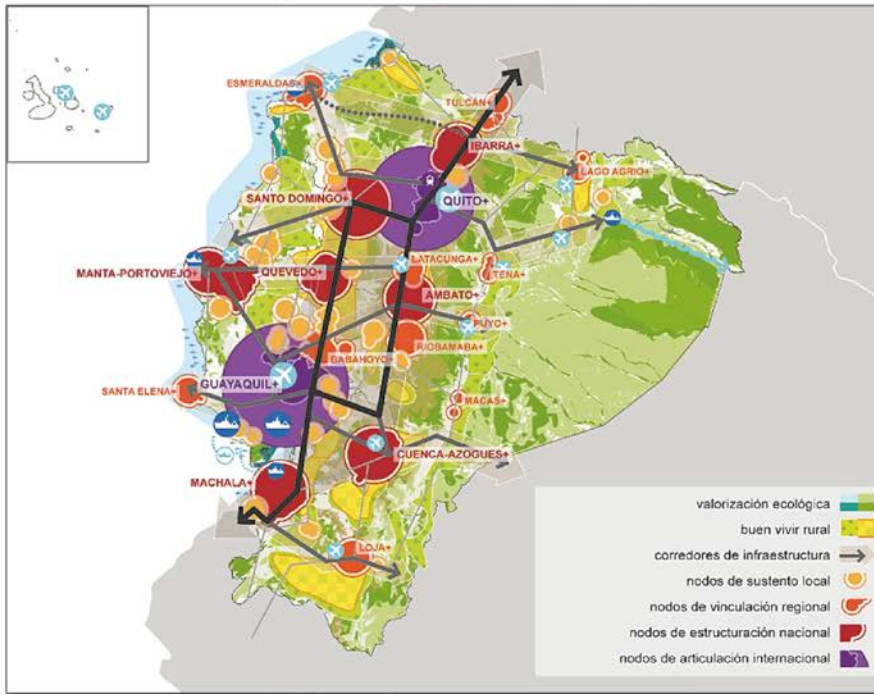 ESMERALDAS+
TULCÁN+
IBARRA+
LAGO AGRIO+
SANTO DOMINGO+
QUITO+
MANTA-PORTOVIEJO+
QUEVEDO+
LATACUNGA+
TENA+
AMBATO+
PUYO+
RIOBAMABA+
BABAHOYO+
GUAYAQUIL+
SANTA ELENA+
MACAS+
CUENCA-AZOGUES+
MACHALA+
LOJA+
valorización ecológica
buen vivir rural
corredores de infraestructura
nodos de sustento local
nodos de vinculación regional
nodos de estructuración nacional
nodos de articulación internacional